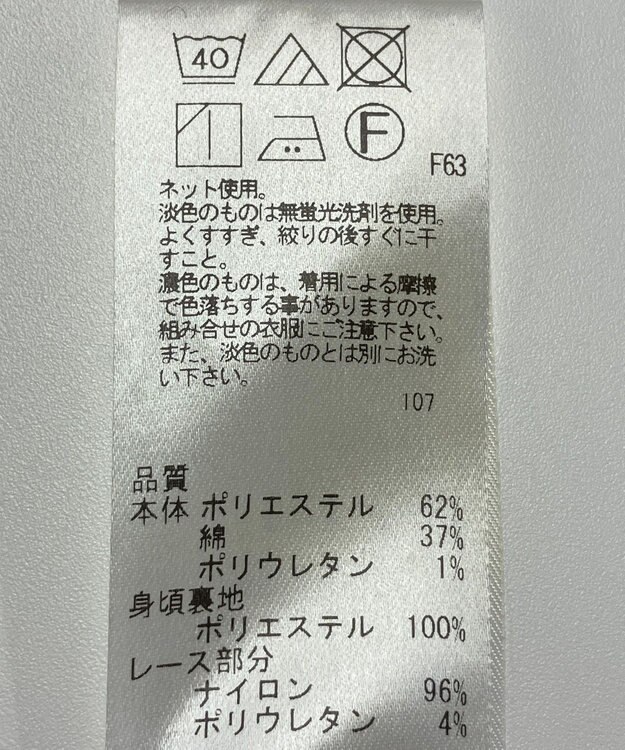 40
F
F63
ネット使用。
淡色のものは無蛍光洗剤を使用。
よくすすぎ、絞りの後すぐに干
すこと。
濃色のものは、着用による摩擦
で色落ちする事がありますので、
組み合せの衣服にご注意下さい。
また、淡色のものとは別にお洗
い下さい。
107
品質
本体 ポリエステル 62%
綿 37%
ポリウレタン 1%
身頃裏地
ポリエステル 100%
レース部分
ナイロン 96%
ポリウレタン 4%